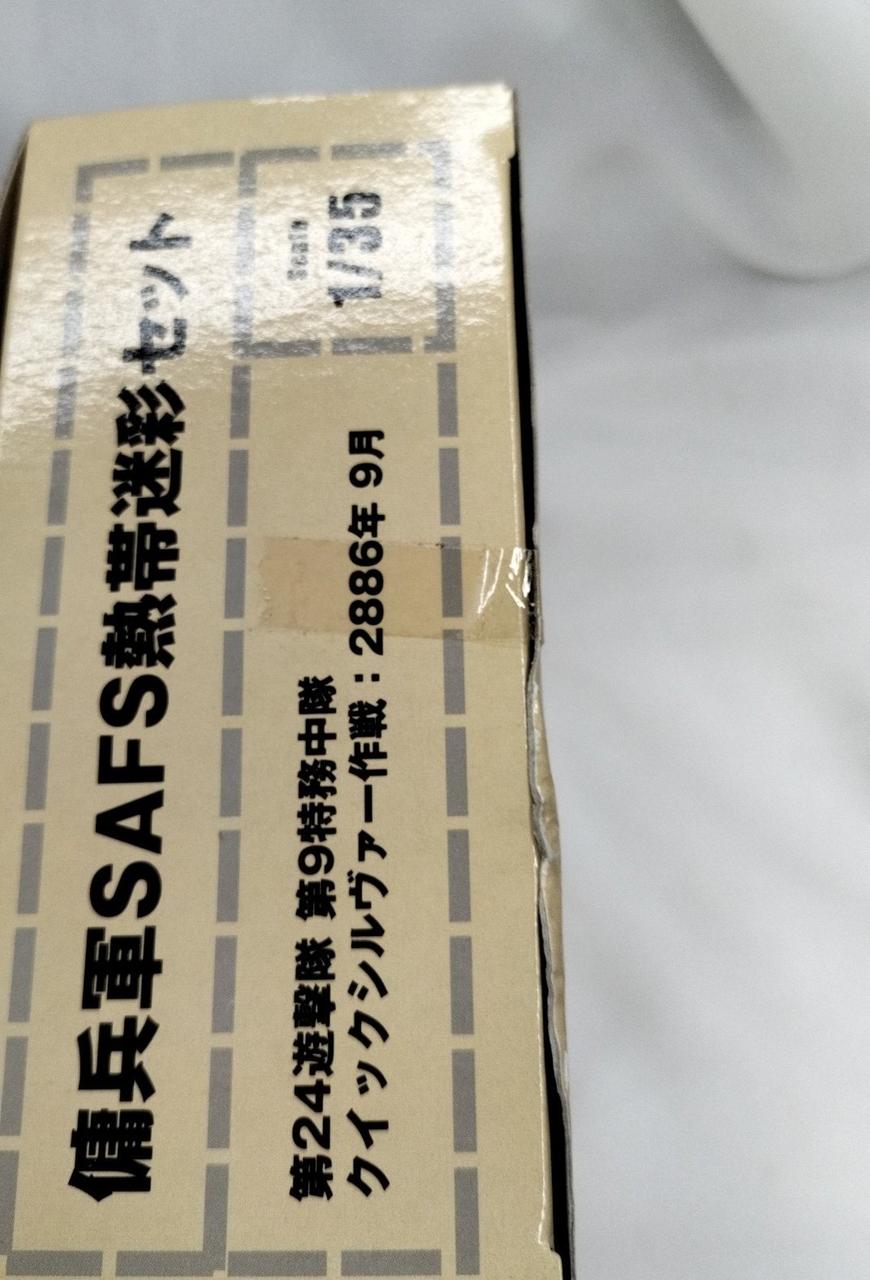 傭兵軍SAFS熱帯迷彩セット
Scale
1/35
第24遊撃隊 第9特務中隊
クイックシルヴァー作戦：2886年 9月